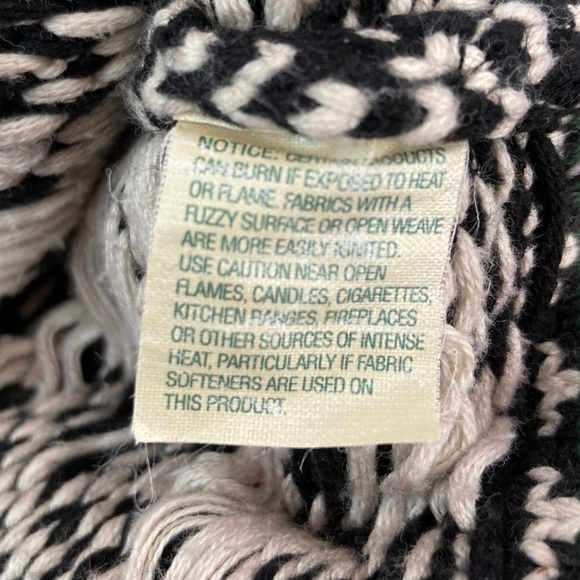 NOTICE: CERTAIN PRODUCTS
CAN BURN IF EXPOSED TO HEAT
OR FLAME. FABRICS WITH A
FUZZY SURFACE OR OPEN WEAVE
ARE MORE EASILY IGNITED.
USE CAUTION NEAR OPEN
FLAMES, CANDLES, CIGARETTES,
KITCHEN RANGES, FIREPLACES
OR OTHER SOURCES OF INTENSE
HEAT, PARTICULARLY IF FABRIC
SOFTENERS ARE USED ON
THIS PRODUCT.